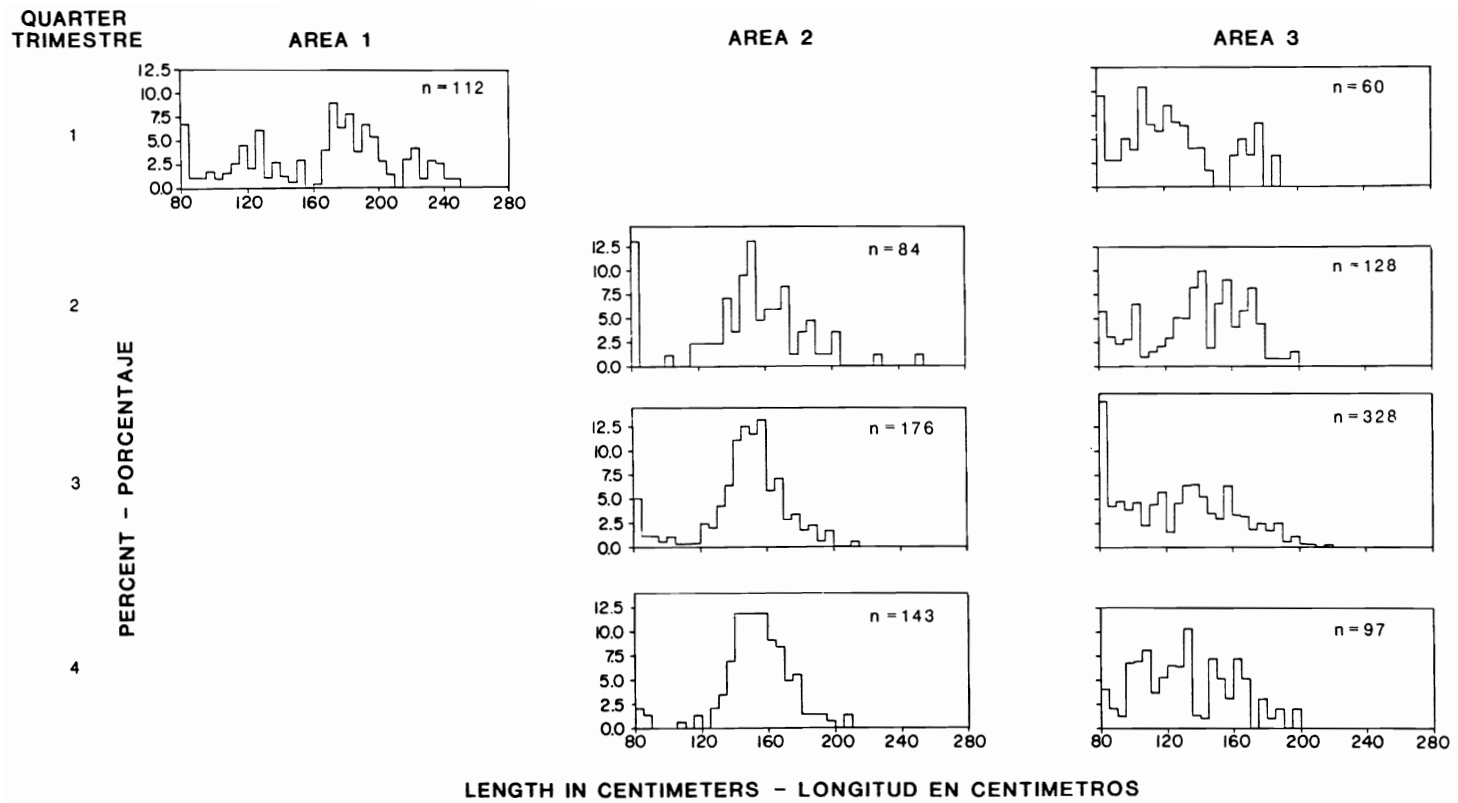 QUARTER
TRIMESTRE
AREA 1
AREA 2
AREA 3
1
12.5
10.0
7.5
5.0
2.5
0.0
n=112
80 120 160 200 240 280
n=60
2
12.5
10.0
7.5
5.0
2.5
0.0
n=84
n=128
PERCENT - PORCENTAJE
3
12.5
10.0
7.5
5.0
2.5
0.0
n=176
n=328
4
12.5
10.0
7.5
5.0
2.5
0.0
n=143
80 120 160 200 240 280
n=97
80 120 160 200 240 280
LENGTH IN CENTIMETERS - LONGITUD EN CENTIMETROS